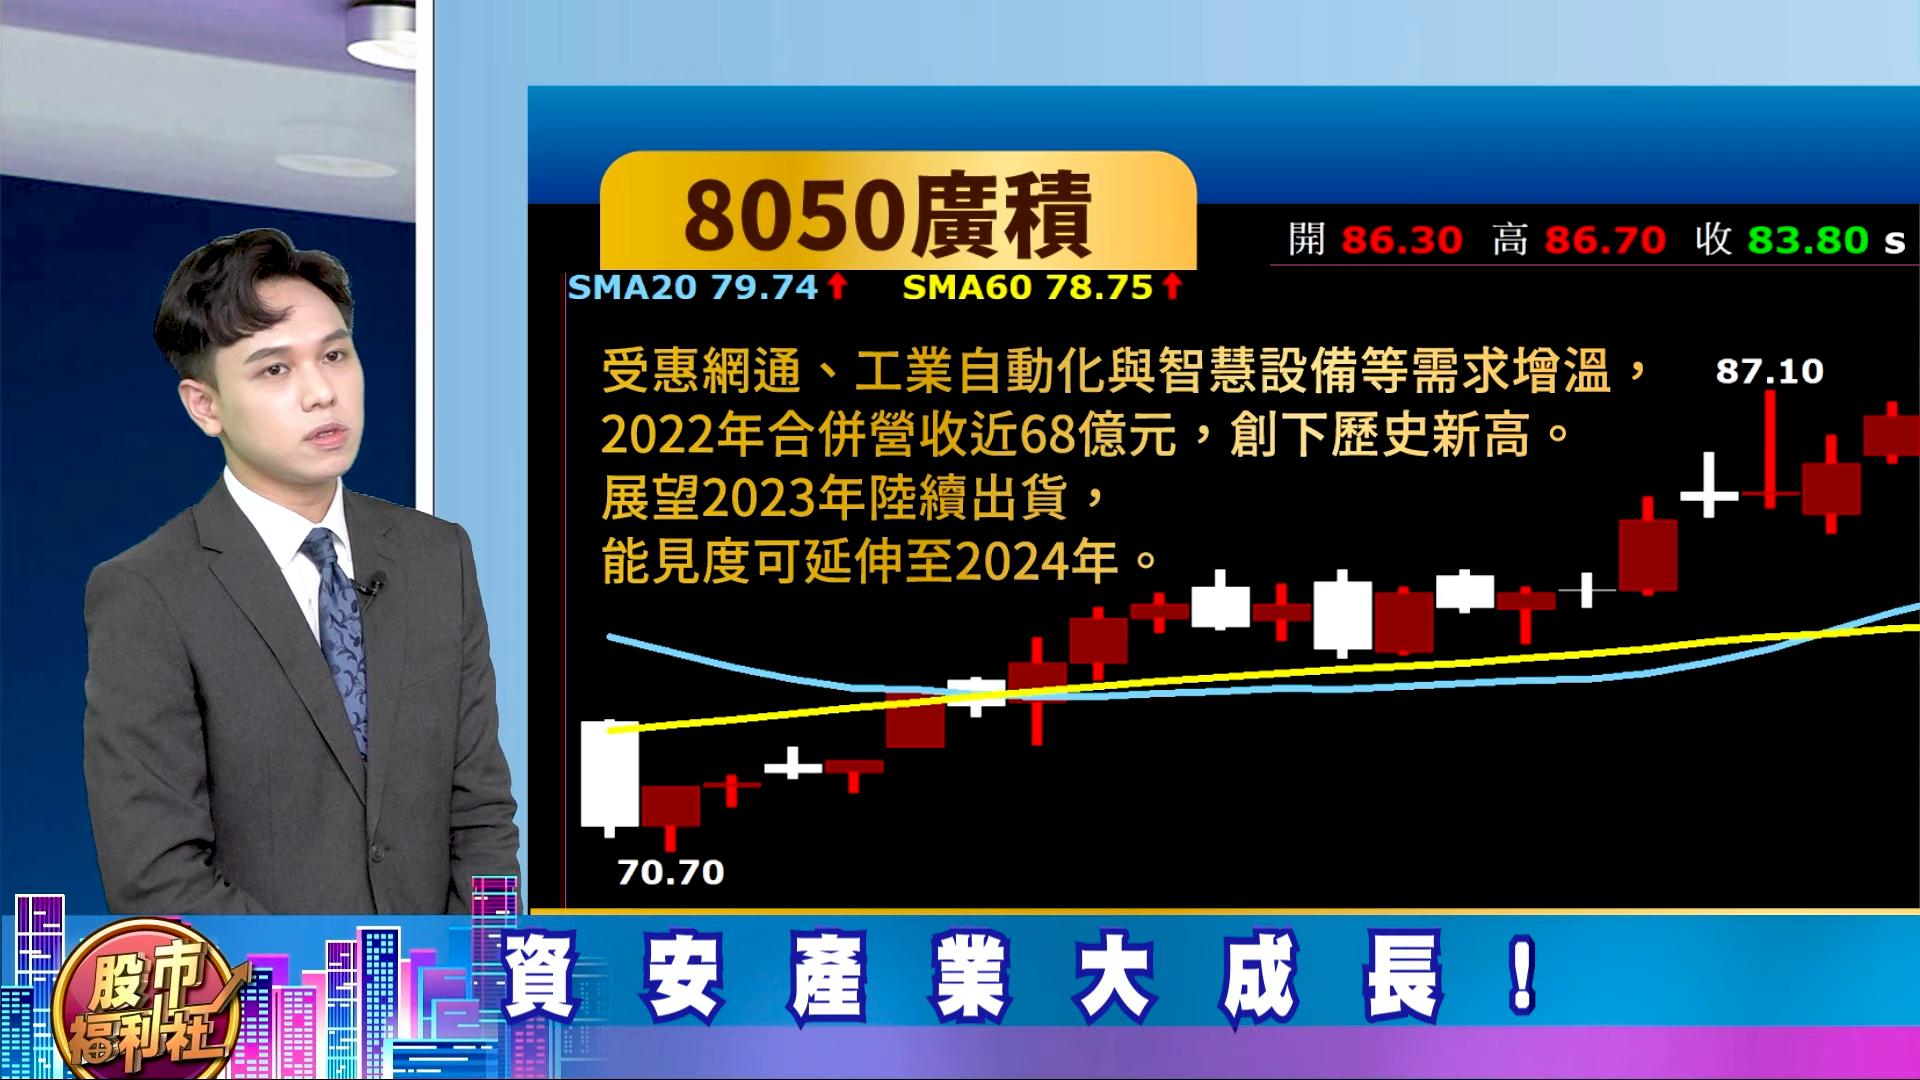 8050廣積
開 86.30 高 86.70 收 83.80 s
SMA20 79.74↑ SMA60 78.75↑
受惠網通、工業自動化與智慧設備等需求增溫，
2022年合併營收近68億元，創下歷史新高。
展望2023年陸續出貨，
能見度可延伸至2024年。
87.10
70.70
資安產業大成長！
股市
福利社